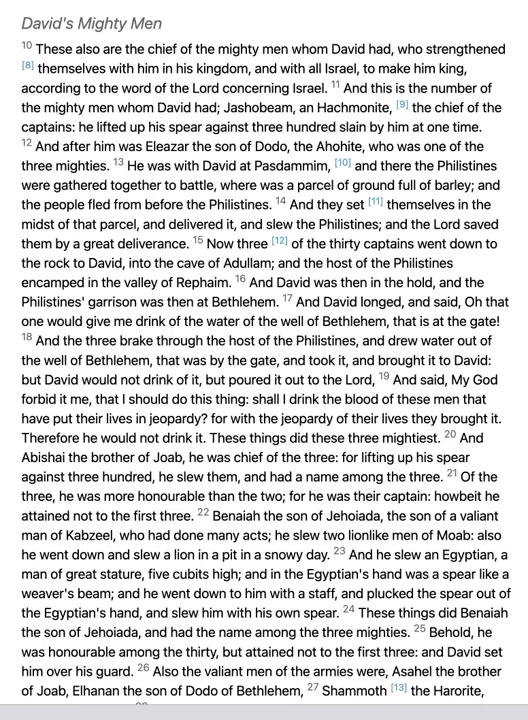 David's Mighty Men
10 These also are the chief of the mighty men whom David had, who strengthened
[8] themselves with him in his kingdom, and with all Israel, to make him king,
according to the word of the Lord concerning Israel. 11 And this is the number of
the mighty men whom David had; Jashobeam, an Hachmonite, [9] the chief of the
captains: he lifted up his spear against three hundred slain by him at one time.
12 And after him was Eleazar the son of Dodo, the Ahohite, who was one of the
three mighties. 13 He was with David at Pasdammim, [10] and there the Philistines
were gathered together to battle, where was a parcel of ground full of barley; and
the people fled from before the Philistines. 14 And they set [11] themselves in the
midst of that parcel, and delivered it, and slew the Philistines; and the Lord saved
them by a great deliverance. 15 Now three [12] of the thirty captains went down to
the rock to David, into the cave of Adullam; and the host of the Philistines
encamped in the valley of Rephaim. 16 And David was then in the hold, and the
Philistines' garrison was then at Bethlehem. 17 And David longed, and said, Oh that
one would give me drink of the water of the well of Bethlehem, that is at the gate!
18 And the three brake through the host of the Philistines, and drew water out of
the well of Bethlehem, that was by the gate, and took it, and brought it to David:
but David would not drink of it, but poured it out to the Lord, 19 And said, My God
forbid it me, that I should do this thing: shall I drink the blood of these men that
have put their lives in jeopardy? for with the jeopardy of their lives they brought it.
Therefore he would not drink it. These things did these three mightiest. 20 And
Abishai the brother of Joab, he was chief of the three: for lifting up his spear
against three hundred, he slew them, and had a name among the three. 21 Of the
three, he was more honourable than the two; for he was their captain: howbeit he
attained not to the first three. 22 Benaiah the son of Jehoiada, the son of a valiant
man of Kabzeel, who had done many acts; he slew two lionlike men of Moab: also
he went down and slew a lion in a pit in a snowy day. 23 And he slew an Egyptian, a
man of great stature, five cubits high; and in the Egyptian's hand was a spear like a
weaver's beam; and he went down to him with a staff, and plucked the spear out of
the Egyptian's hand, and slew him with his own spear. 24 These things did Benaiah
the son of Jehoiada, and had the name among the three mighties. 25 Behold, he
was honourable among the thirty, but attained not to the first three: and David set
him over his guard. 26 Also the valiant men of the armies were, Asahel the brother
of Joab, Elhanan the son of Dodo of Bethlehem, 27 Shammoth [13] the Harorite,